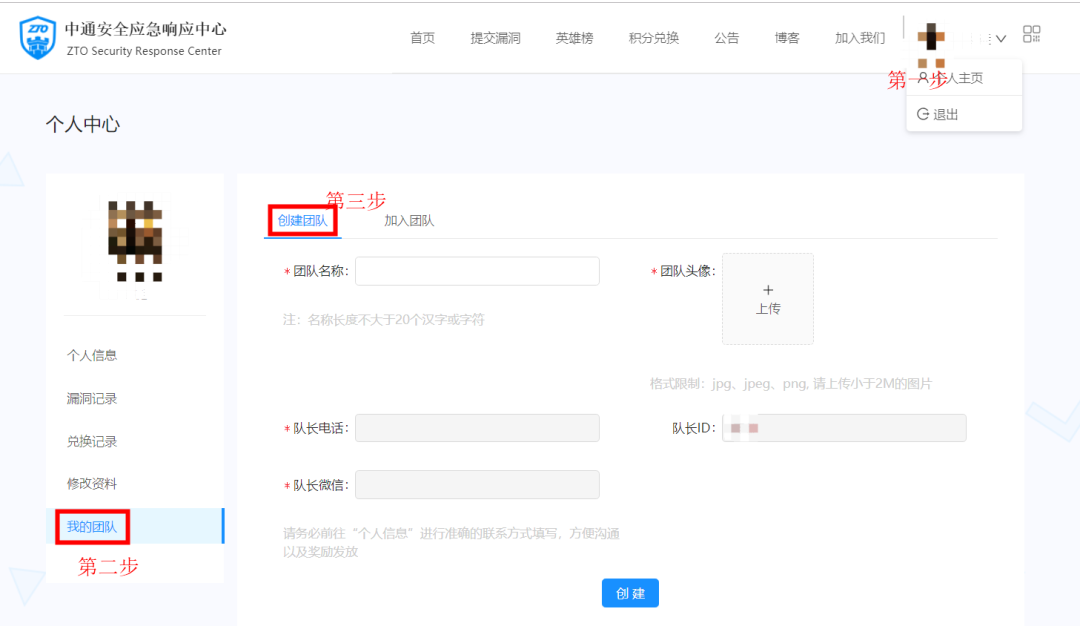 ZTO
中通安全应急响应中心
ZTO Security Response Center
首页 提交漏洞 英雄榜 积分兑换 公告 博客 加入我们
第一步
个人主页
退出
个人中心
第三步
创建团队 加入团队
*团队名称：
*团队头像：
+
上传
注：名称长度不大于20个汉字或字符
格式限制：jpg、jpeg、png, 请上传小于2M的图片
*队长电话：
队长ID：
*队长微信：
请务必前往“个人信息”进行准确的联系方式填写，方便沟通
以及奖励发放
创 建
个人信息
漏洞记录
兑换记录
修改资料
我的团队
第二步